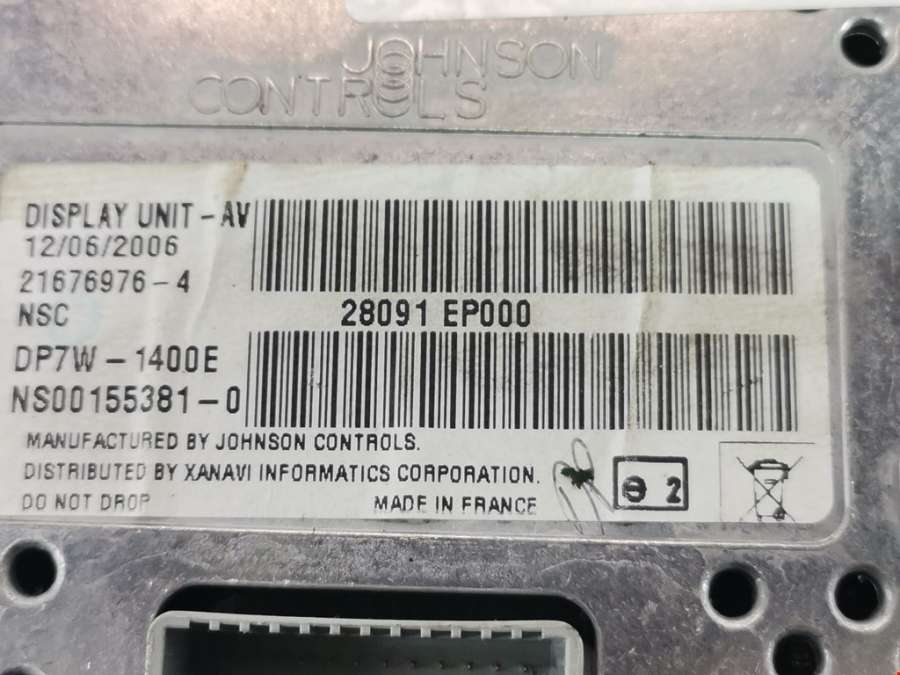 JOHNSON
CONTROLS
DISPLAY UNIT - AV
12/06/2006
21676976-4
NSC
28091 EP000
DP7W - 1400E
NS00155381-0
MANUFACTURED BY JOHNSON CONTROLS.
DISTRIBUTED BY XANAVI INFORMATICS CORPORATION.
DO NOT DROP
MADE IN FRANCE
2